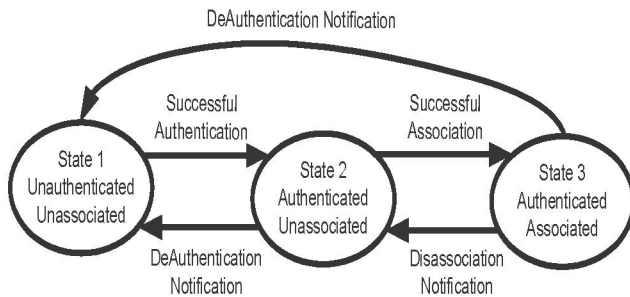 DeAuthentication Notification
Successful
Authentication
Successful
Association
State 1
Unauthenticated
Unassociated
State 2
Authenticated
Unassociated
State 3
Authenticated
Associated
DeAuthentication
Notification
Disassociation
Notification